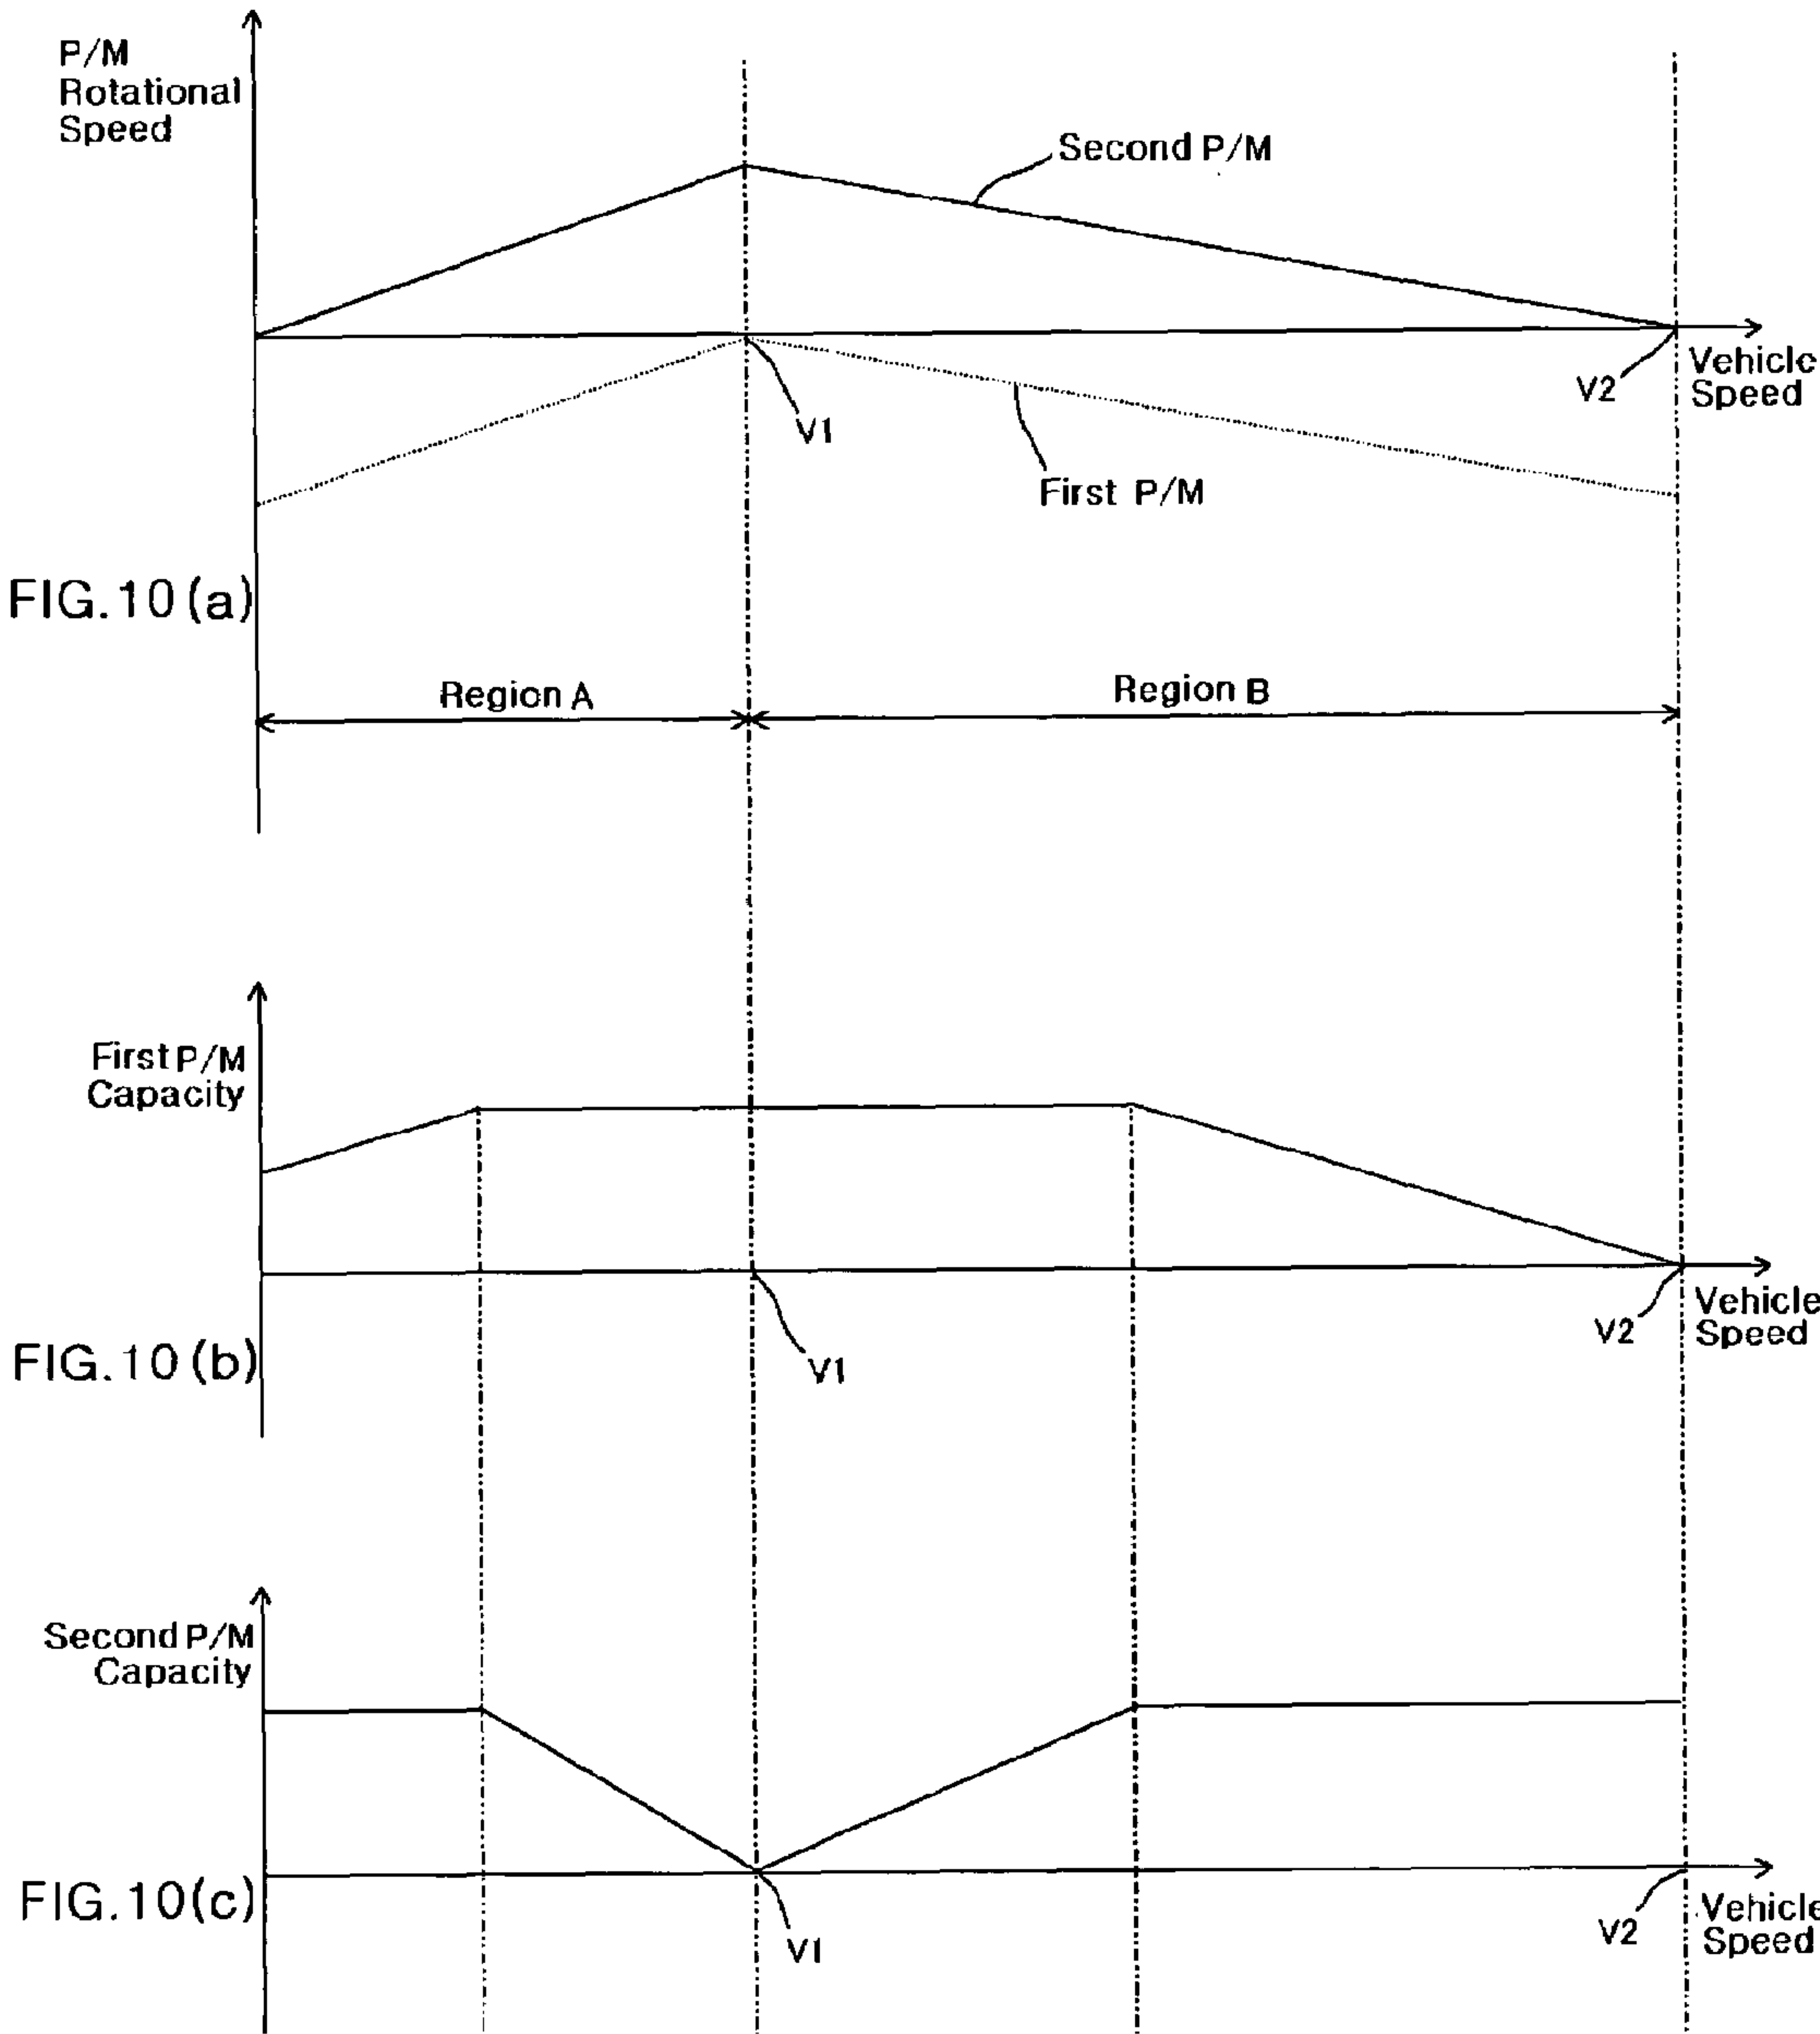 P/M
Rotational
Speed
Second P/M
V1
V2
Vehicle
Speed
First P/M
FIG.10(a)
Region A
Region B
First P/M
Capacity
V1
V2
Vehicle
Speed
FIG.10(b)
Second P/M
Capacity
V1
V2
Vehicle
Speed
FIG.10(c)